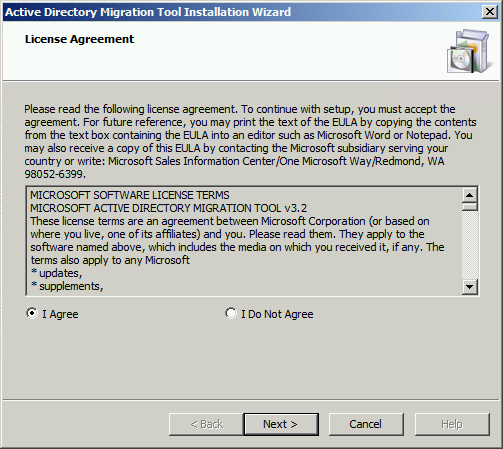 Active Directory Migration Tool Installation Wizard
License Agreement
Please read the following license agreement. To continue with setup, you must accept the
agreement. For future reference, you may print the text of the EULA by copying the contents
from the text box containing the EULA into an editor such as Microsoft Word or Notepad. You
may also receive a copy of this EULA by contacting the Microsoft subsidiary serving your
country or write: Microsoft Sales Information Center/One Microsoft Way/Redmond, WA
98052-6399.
MICROSOFT SOFTWARE LICENSE TERMS
MICROSOFT ACTIVE DIRECTORY MIGRATION TOOL v3.2
These license terms are an agreement between Microsoft Corporation (or based on
where you live, one of its affiliates) and you. Please read them. They apply to the
software named above, which includes the media on which you received it, if any. The
terms also apply to any Microsoft
* updates,
* supplements,
I Agree I Do Not Agree
< Back Next > Cancel Help